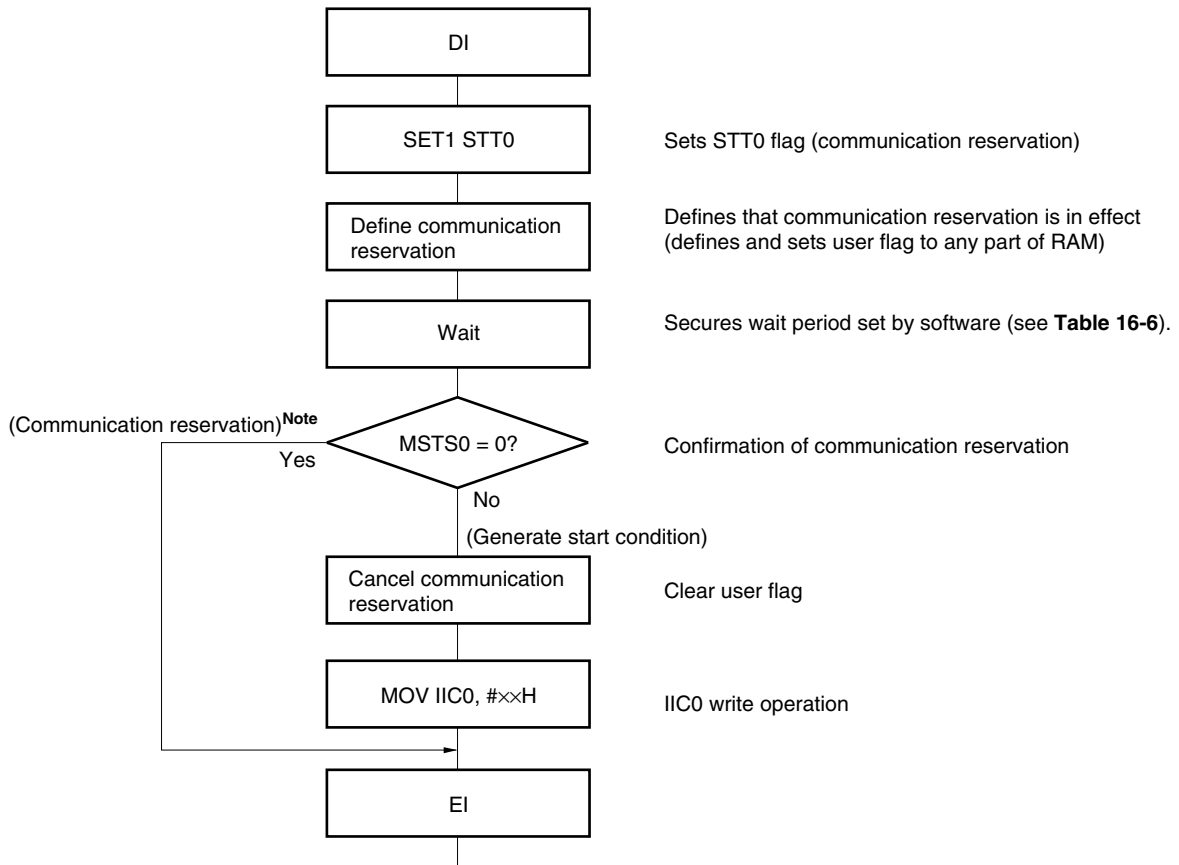 DI
SET1 STT0
Sets STT0 flag (communication reservation)
Define communication
reservation
Defines that communication reservation is in effect
(defines and sets user flag to any part of RAM)
Wait
Secures wait period set by software (see Table 16-6).
(Communication reservation)Note
MSTS0 = 0?
Confirmation of communication reservation
Yes
No
(Generate start condition)
Cancel communication
reservation
Clear user flag
MOV IIC0, #××H
IIC0 write operation
EI